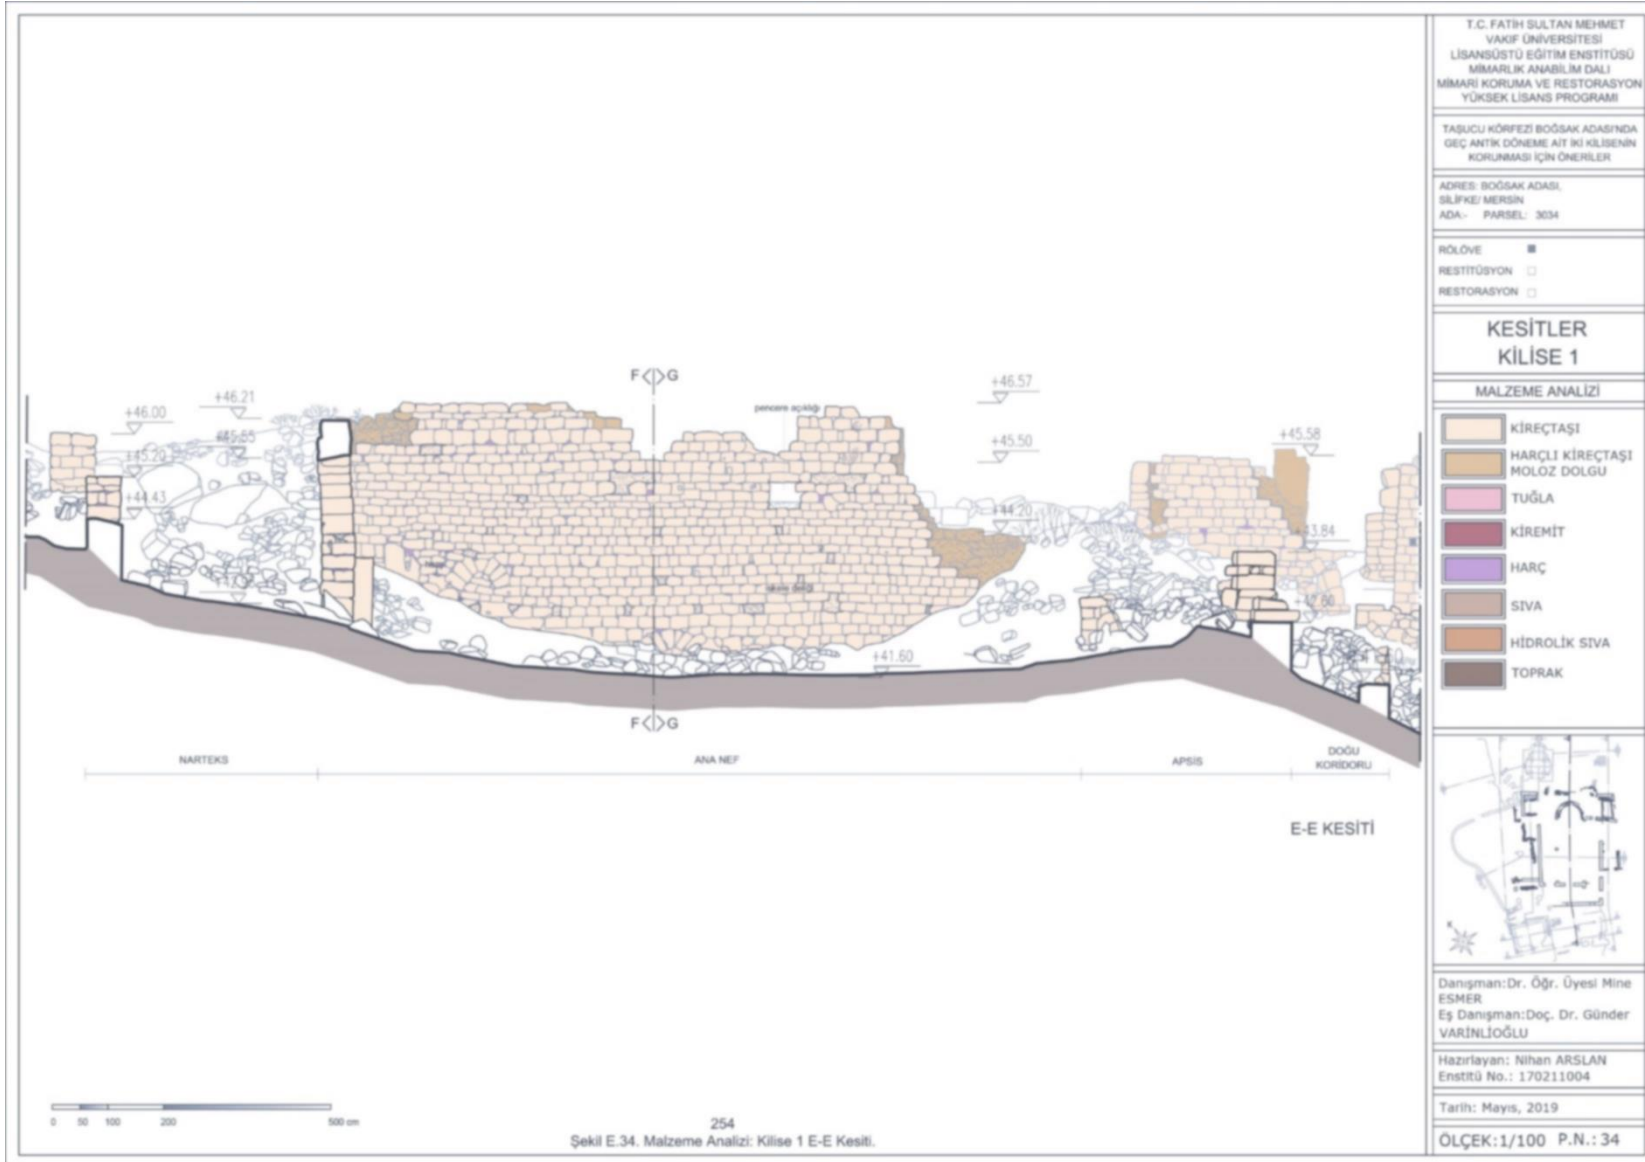 T.C. FATİH SULTAN MEHMET
VAKIF ÜNİVERSİTESİ
LİSANSÜSTÜ EĞİTİM ENSTİTÜSÜ
MİMARLIK ANABİLİM DALI
MİMARİ KORUMA VE RESTORASYON
YÜKSEK LİSANS PROGRAMI
TAŞUCU KÖRFEZİ BOĞSAK ADASI'NDA
GEÇ ANTİK DÖNEME AİT İKİ KİLİSENİN
KORUNMASI İÇİN ÖNERİLER
ADRES: BOĞSAK ADASI,
SİLİFKE/ MERSİN
ADA:- PARSEL: 3034
RÖLÖVE
RESTİTÜSYON
RESTORASYON
KESİTLER
KİLİSE 1
MALZEME ANALİZİ
KİREÇTAŞI
HARÇLI KİREÇTAŞI
MOLOZ DOLGU
TUĞLA
KİREMİT
HARÇ
SIVA
HİDROLİK SIVA
TOPRAK
K
Danışman:Dr. Öğr. Üyesi Mine
ESMER
Eş Danışman:Doç. Dr. Günder
VARİNLİOĞLU
Hazırlayan: Nihan ARSLAN
Enstitü No.: 170211004
Tarih: Mayıs, 2019
ÖLÇEK:1/100 P.N.: 34
F G
+46.57
+46.21
+46.00
pencere açıklığı
+45.50
+45.58
+45.20
+44.43
+44.20
+43.84
+41.60
F G
NARTEKS
ANA NEF
APSİS
DOĞU
KORİDORU
E-E KESİTİ
0 50 100 200 500 cm
254
Şekil E.34. Malzeme Analizi: Kilise 1 E-E Kesiti.